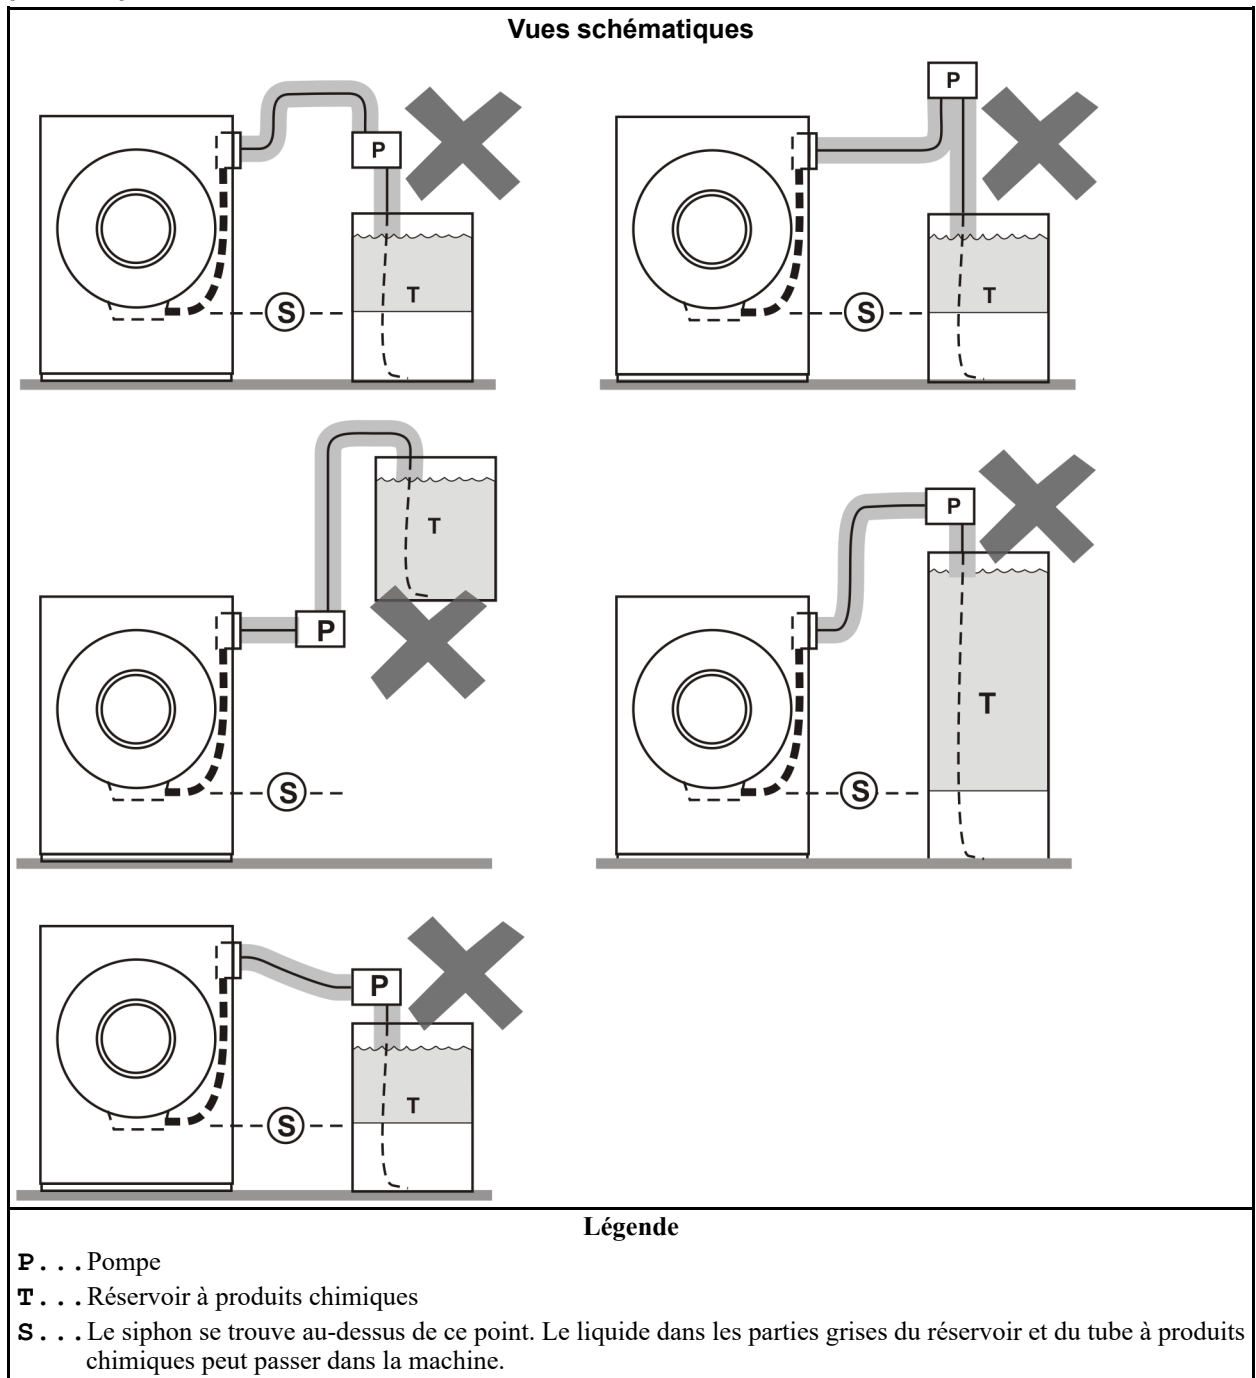 Vues schématiques
P
P
T
S
T
S
T
P
P
T
S
S
P
T
S
Légende
P...Pompe
T...Réservoir à produits chimiques
S...Le siphon se trouve au-dessus de ce point. Le liquide dans les parties grises du réservoir et du tube à produits
chimiques peut passer dans la machine.